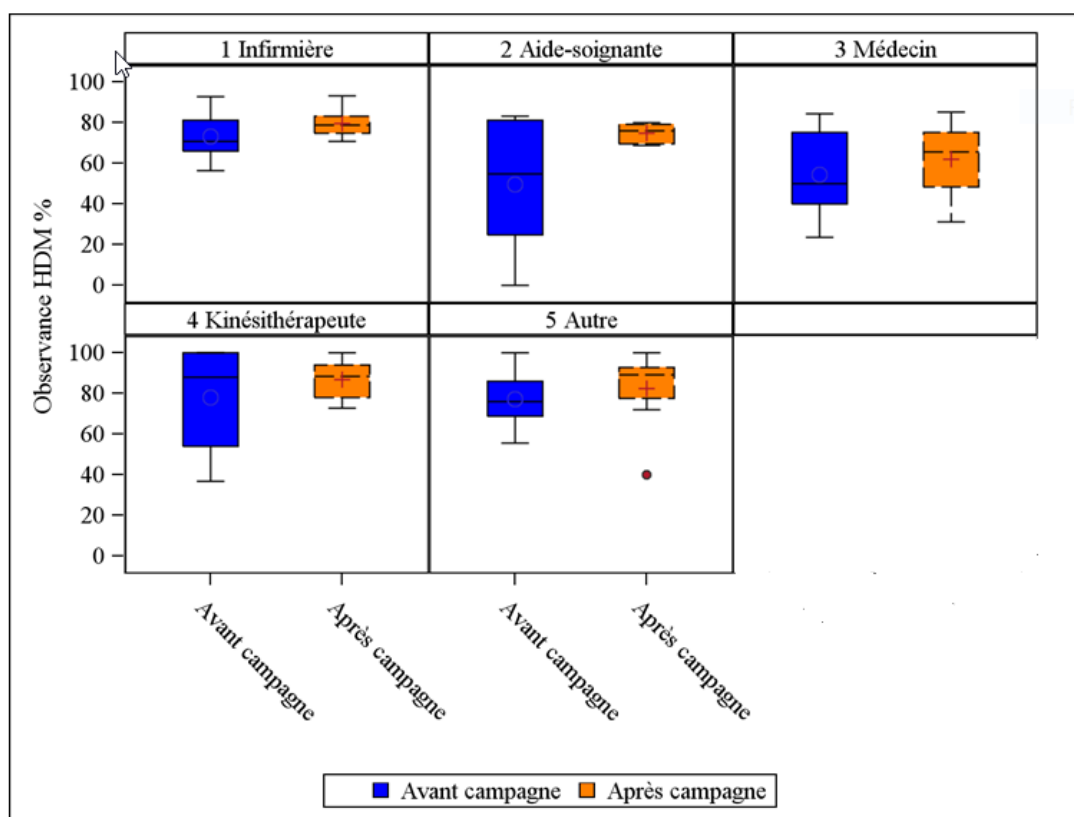 1 Infirmière
2 Aide-soignante
3 Médecin
Observance HDM %
100
80
60
40
20
0
4 Kinésithérapeute
5 Autre
100
80
60
40
20
0
Avant campagne
Après campagne
Avant campagne
Après campagne
Avant campagne
Après campagne